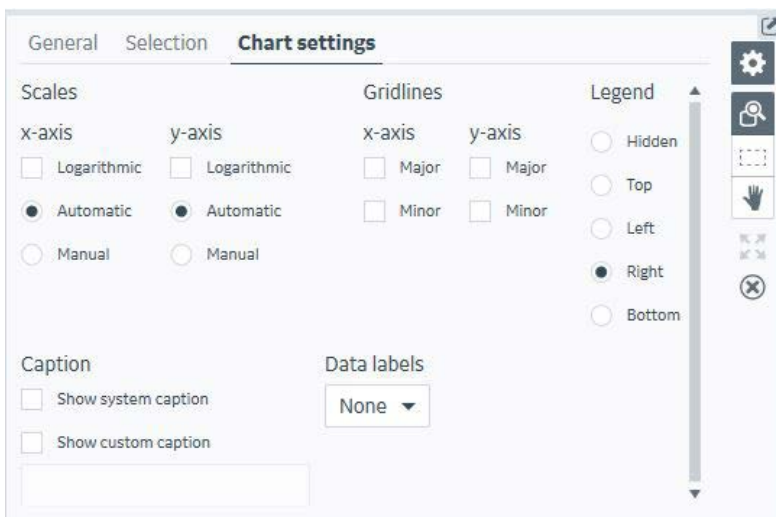 General Selection Chart settings
Scales Gridlines Legend
x-axis y-axis x-axis y-axis
Hidden
Logarithmic Logarithmic Major Major
Top
Automatic Automatic Minor Minor
Left
Manual Manual
Right
Bottom
Caption Data labels
Show system caption
None
Show custom caption